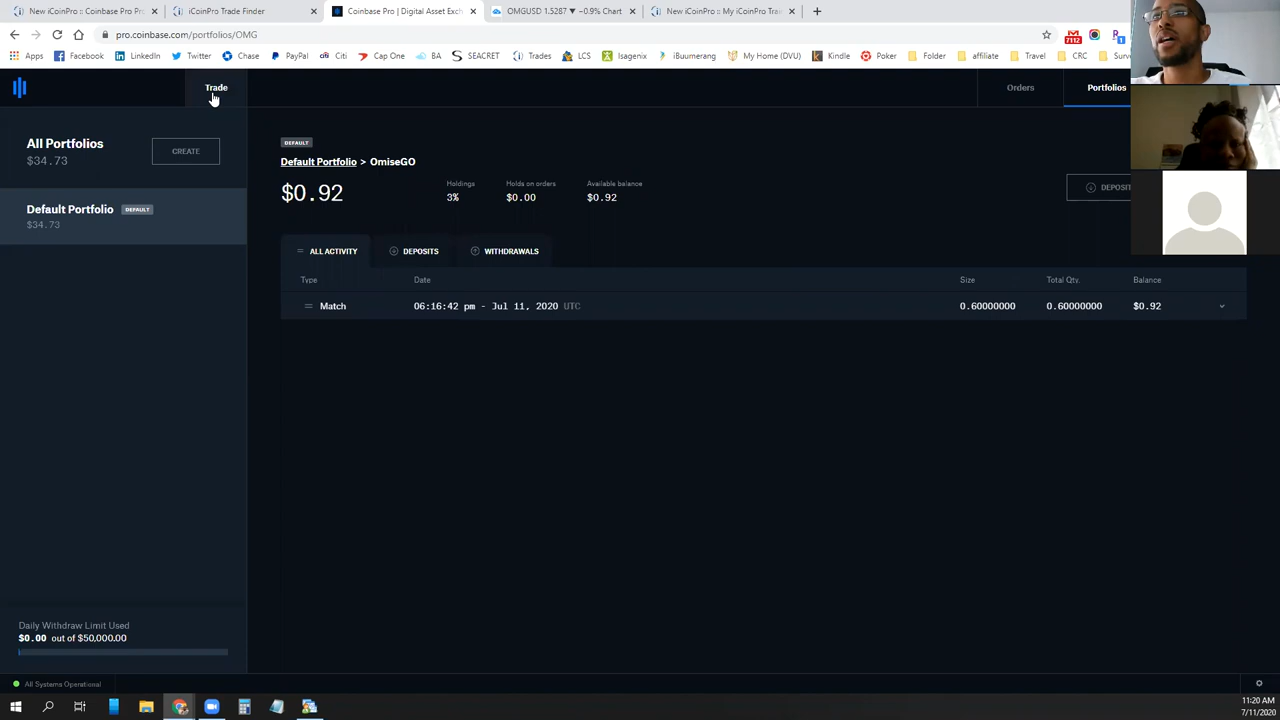 New iCoinPro :: Coinbase Pro Pr
iCoinPro Trade Finder
Coinbase Pro | Digital Asset Exch
OMGUSD 1.5287 ▼ −0.9% Chart
New iCoinPro :: My iCoinPro Trai
pro.coinbase.com/portfolios/OMG
7112
1
Apps
Facebook
LinkedIn
Twitter
Chase
PayPal
Citi
Cap One
BA
SEACRET
Trades
LCS
Isagenix
iBuumerang
My Home (DVU)
Kindle
Poker
Folder
affiliate
Travel
CRC
Study G
Trade
Orders
Portfolios
All Portfolios
$34.73
CREATE
Default Portfolio DEFAULT
$34.73
DEFAULT
Default Portfolio > OmiseGO
$0.92
Holdings
3%
Holds on orders
$0.00
Available balance
$0.92
DEPOSIT
ALL ACTIVITY
DEPOSITS
WITHDRAWALS
Type Date Size Total Qty. Balance
Match 06:16:42 pm - Jul 11, 2020 UTC 0.60000000 0.60000000 $0.92
Daily Withdraw Limit Used
$0.00 out of $50,000.00
All Systems Operational
11:20 AM
7/11/2020